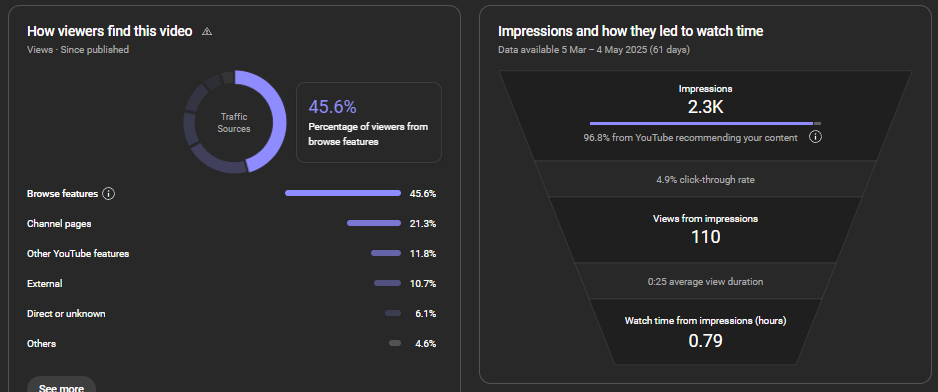 How viewers find this video
Views · Since published
Traffic
Sources
45.6%
Percentage of viewers from
browse features
Browse features 45.6%
Channel pages 21.3%
Other YouTube features 11.8%
External 10.7%
Direct or unknown 6.1%
Others 4.6%
See more
Impressions and how they led to watch time
Data available 5 Mar – 4 May 2025 (61 days)
Impressions
2.3K
96.8% from YouTube recommending your content
4.9% click-through rate
Views from impressions
110
0:25 average view duration
Watch time from impressions (hours)
0.79